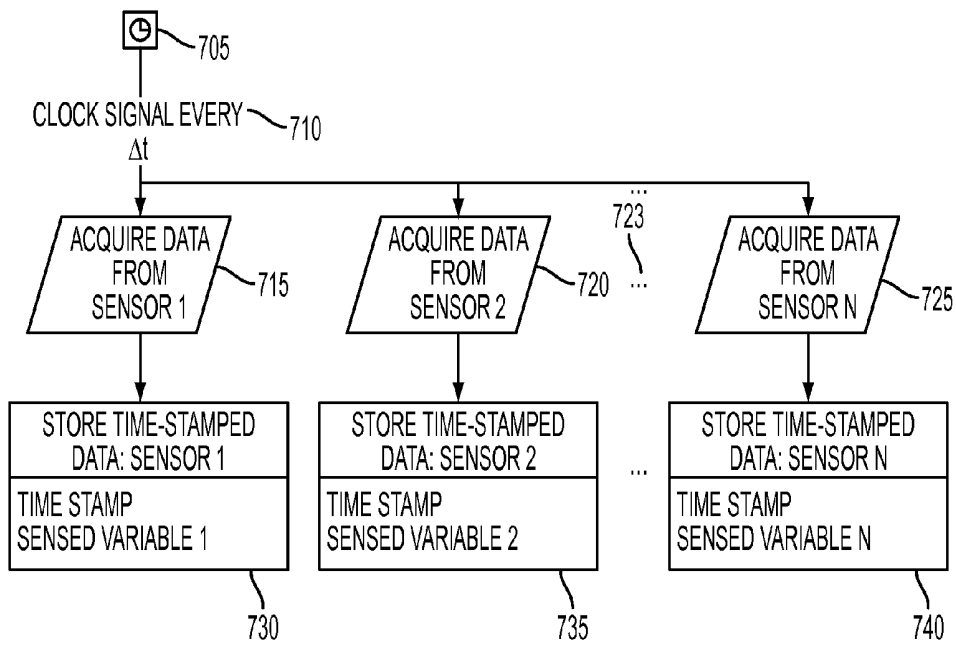 705
CLOCK SIGNAL EVERY
710
Δt
...
723
ACQUIRE DATA
FROM
SENSOR 1
715
ACQUIRE DATA
FROM
SENSOR 2
720
...
ACQUIRE DATA
FROM
SENSOR N
725
STORE TIME-STAMPED
DATA: SENSOR 1
TIME STAMP
SENSED VARIABLE 1
730
STORE TIME-STAMPED
DATA: SENSOR 2
TIME STAMP
SENSED VARIABLE 2
735
...
STORE TIME-STAMPED
DATA: SENSOR N
TIME STAMP
SENSED VARIABLE N
740